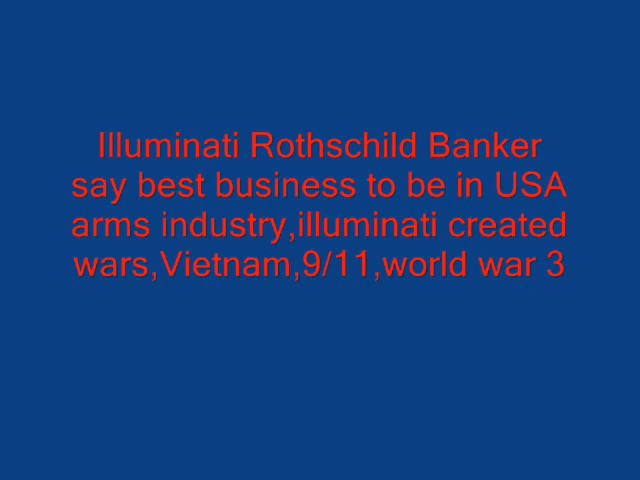 Illuminati Rothschild Banker
say best business to be in USA
arms industry,illuminati created
wars,Vietnam,9/11,world war 3